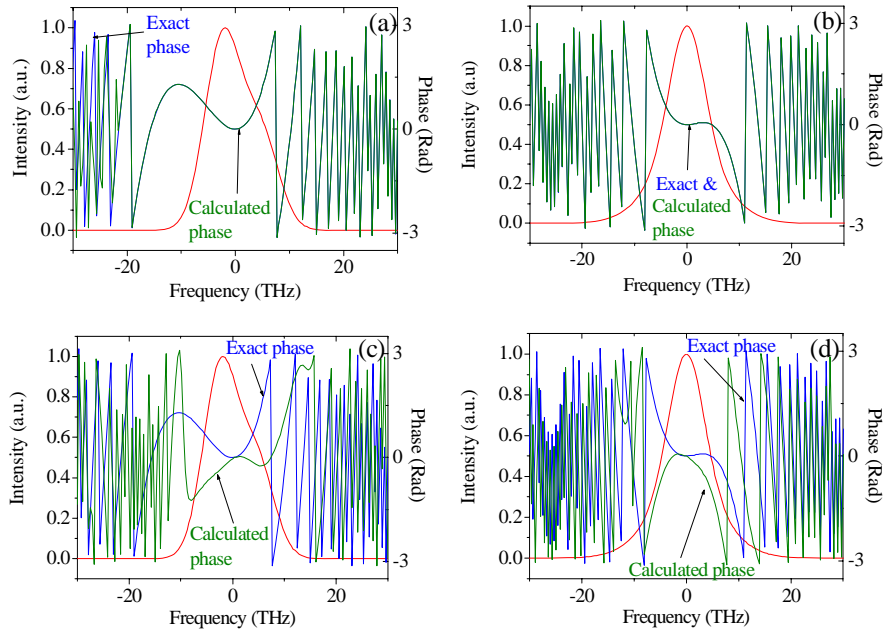 (a)
Exact
phase
Calculated
phase
Intensity (a.u.)
1.0
0.8
0.6
0.4
0.2
0.0
3
0
-3
Phase (Rad)
-20
0
20
Frequency (THz)
(b)
Exact &
Calculated
phase
Intensity (a.u)
1.0
0.8
0.6
0.4
0.2
0.0
3
0
-3
Phase (Rad)
-20
0
20
Frequency (THz)
(c)
Exact phase
Calculated
phase
Intensity (a.u.)
1.0
0.8
0.6
0.4
0.2
0.0
3
0
-3
Phase (Rad)
-20
0
20
Frequency (THz)
(d)
Exact phase
Calculated phase
Intensity (a.u.)
1.0
0.8
0.6
0.4
0.2
0.0
3
0
-3
Phase (Rad)
-20
0
20
Frequency (THz)